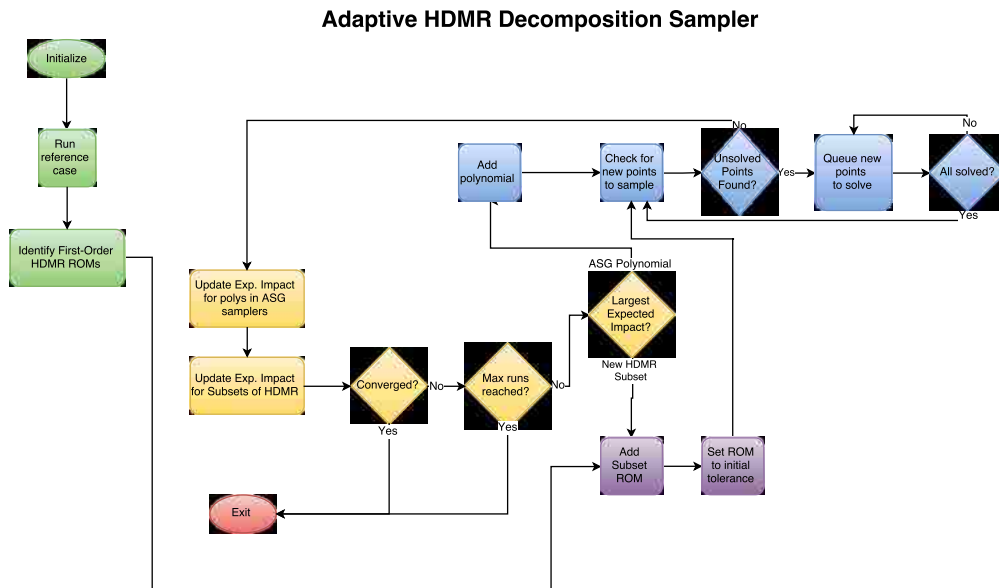 Adaptive HDMR Decomposition Sampler
Initialize
Run
reference
case
Identify First-Order
HDMR ROMs
Add
polynomial
Check for
new points
to sample
No
Unsolved
Points
Found?
Yes
Queue new
points
to solve
No
All solved?
Yes
Update Exp. Impact
for polys in ASG
samplers
Update Exp. Impact
for Subsets of HDMR
Converged?
No
Yes
Max runs
reached?
No
Yes
ASG Polynomial
Largest
Expected
Impact?
New HDMR
Subset
Add
Subset
ROM
Set ROM
to initial
tolerance
Exit